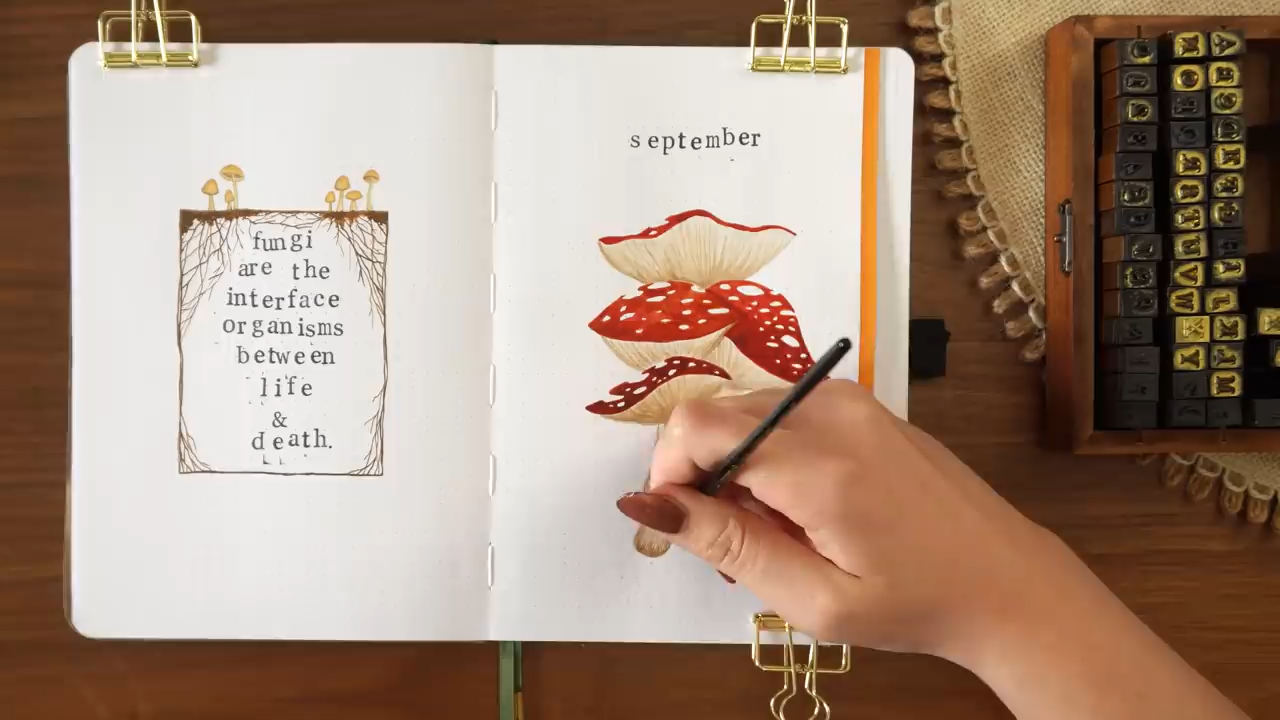 fungi
are the
interface
organisms
between
life
&
death.
september